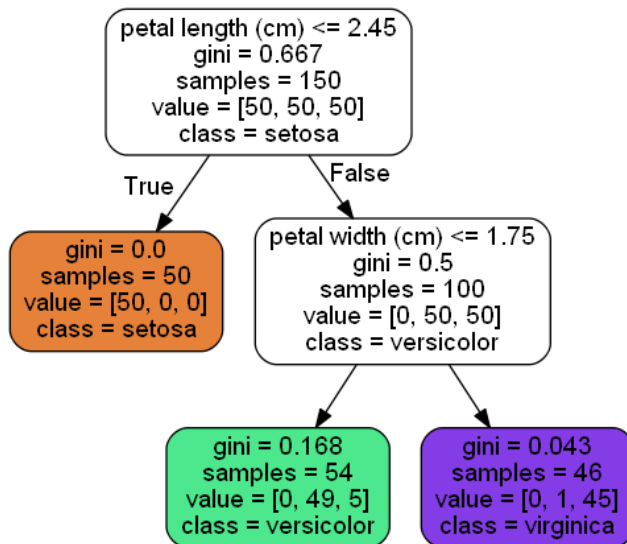 petal length (cm) <= 2.45
gini = 0.667
samples = 150
value = [50, 50, 50]
class = setosa
True
False
gini = 0.0
samples = 50
value = [50, 0, 0]
class = setosa
petal width (cm) <= 1.75
gini = 0.5
samples = 100
value = [0, 50, 50]
class = versicolor
gini = 0.168
samples = 54
value = [0, 49, 5]
class = versicolor
gini = 0.043
samples = 46
value = [0, 1, 45]
class = virginica